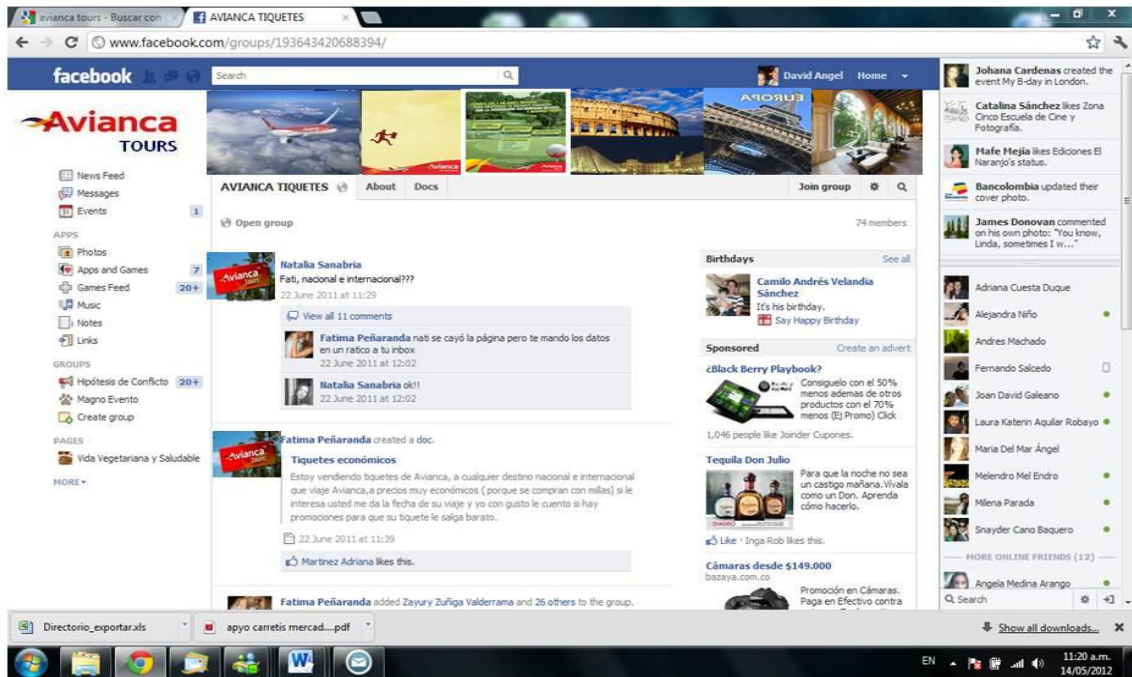 avianca tours - Buscar con
AVIANCA TIQUETES
www.facebook.com/groups/193643420688394/
facebook
Search
David Angel
Home
Avianca
TOURS
News Feed
Messages
Events 1
APPS
Photos
Apps and Games 7
Games Feed 20+
Music
Notes
Links
GROUPS
Hipótesis de Conflicto 20+
Magno Evento
Create group
PAGES
Vida Vegetariana y Saludable
MORE
EUROPA
AVIANCA TIQUETES About Docs
Join group
Open group
74 members
Avianca
Tours
Natalia Sanabria
Fati, nacional e internacional???
22 June 2011 at 11:29
View all 11 comments
Fatima Peñaranda nati se cayó la página pero te mando los datos
en un ratico a tu inbox
22 June 2011 at 12:02
Natalia Sanabria ok!!
22 June 2011 at 12:02
Avianca
Tours
Fatima Peñaranda created a doc.
Tiquetes económicos
Estoy vendiendo tiquetes de Avianca, a cualquier destino nacional e internacional
que viaje Avianca,a precios muy económicos ( porque se compran con millas) si le
interesa usted me da la fecha de su viaje y yo con gusto le cuento si hay
promociones para que su tiquete le salga barato.
22 June 2011 at 11:39
Martinez Adriana likes this.
Fatima Peñaranda added Zayury Zuñiga Valderrama and 26 others to the group.
Birthdays See all
Camilo Andrés Velandia
Sánchez
It's his birthday.
Say Happy Birthday
Sponsored Create an advert
¿Black Berry Playbook?
Consiguelo con el 50%
menos ademas de otros
productos con el 70%
menos (Ej Promo) Click
1,046 people like Joinder Cupones.
Tequila Don Julio
Para que la noche no sea
un castigo mañana.Vívala
como un Don. Aprenda
cómo hacerlo.
Like · Inga Rob likes this.
Cámaras desde $149.000
bazaya.com.co
Promoción en Cámaras.
Paga en Efectivo contra
Johana Cardenas created the
event My B-day in London.
Catalina Sánchez likes Zona
Cinco Escuela de Cine y
Fotografía.
Mafe Mejía likes Ediciones El
Naranjo's status.
Bancolombia updated their
cover photo.
James Donovan commented
on his own photo: "You know,
Linda, sometimes I w..."
Adriana Cuesta Duque
Alejandra Niño
Andres Machado
Fernando Salcedo
Joan David Galeano
Laura Katerin Aguilar Robayo
Maria Del Mar Ángel
Melendro Mel Endro
Milena Parada
Snayder Cano Baquero
MORE ONLINE FRIENDS (12)
Angela Medina Arango
Search
Directorio_exportar.xls
apyo carretis mercad....pdf
Show all downloads...
EN
11:20 a.m.
14/05/2012